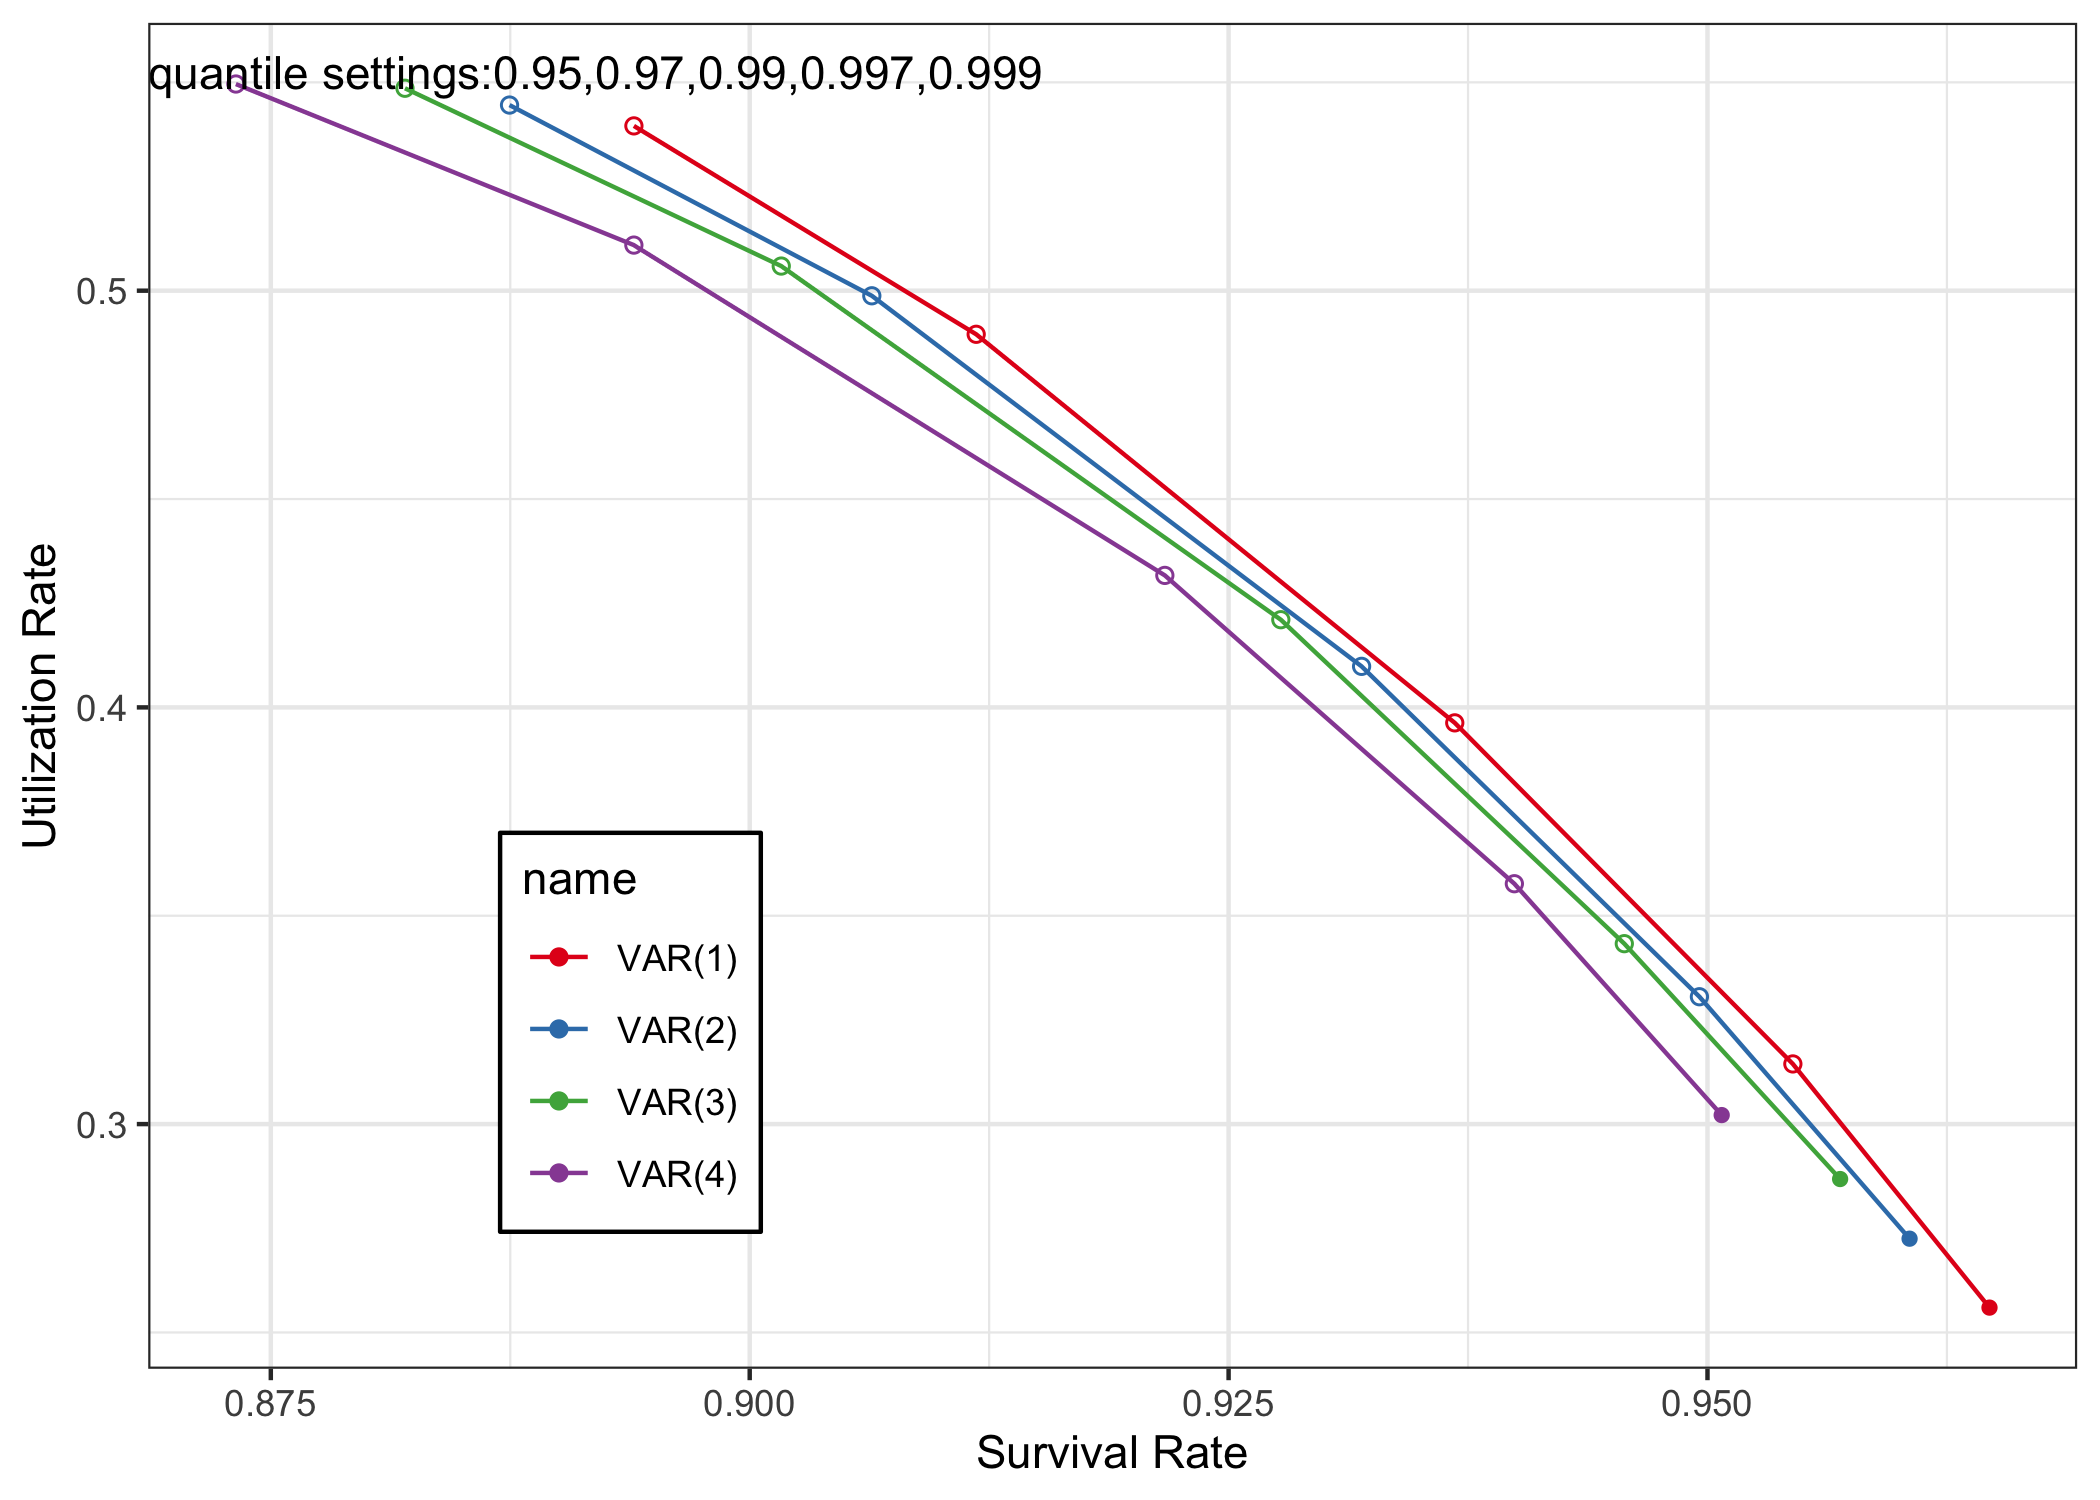 quantile settings:0.95,0.97,0.99,0.997,0.999
0.5
0.4
0.3
Utilization Rate
name
VAR(1)
VAR(2)
VAR(3)
VAR(4)
0.875 0.900 0.925 0.950
Survival Rate